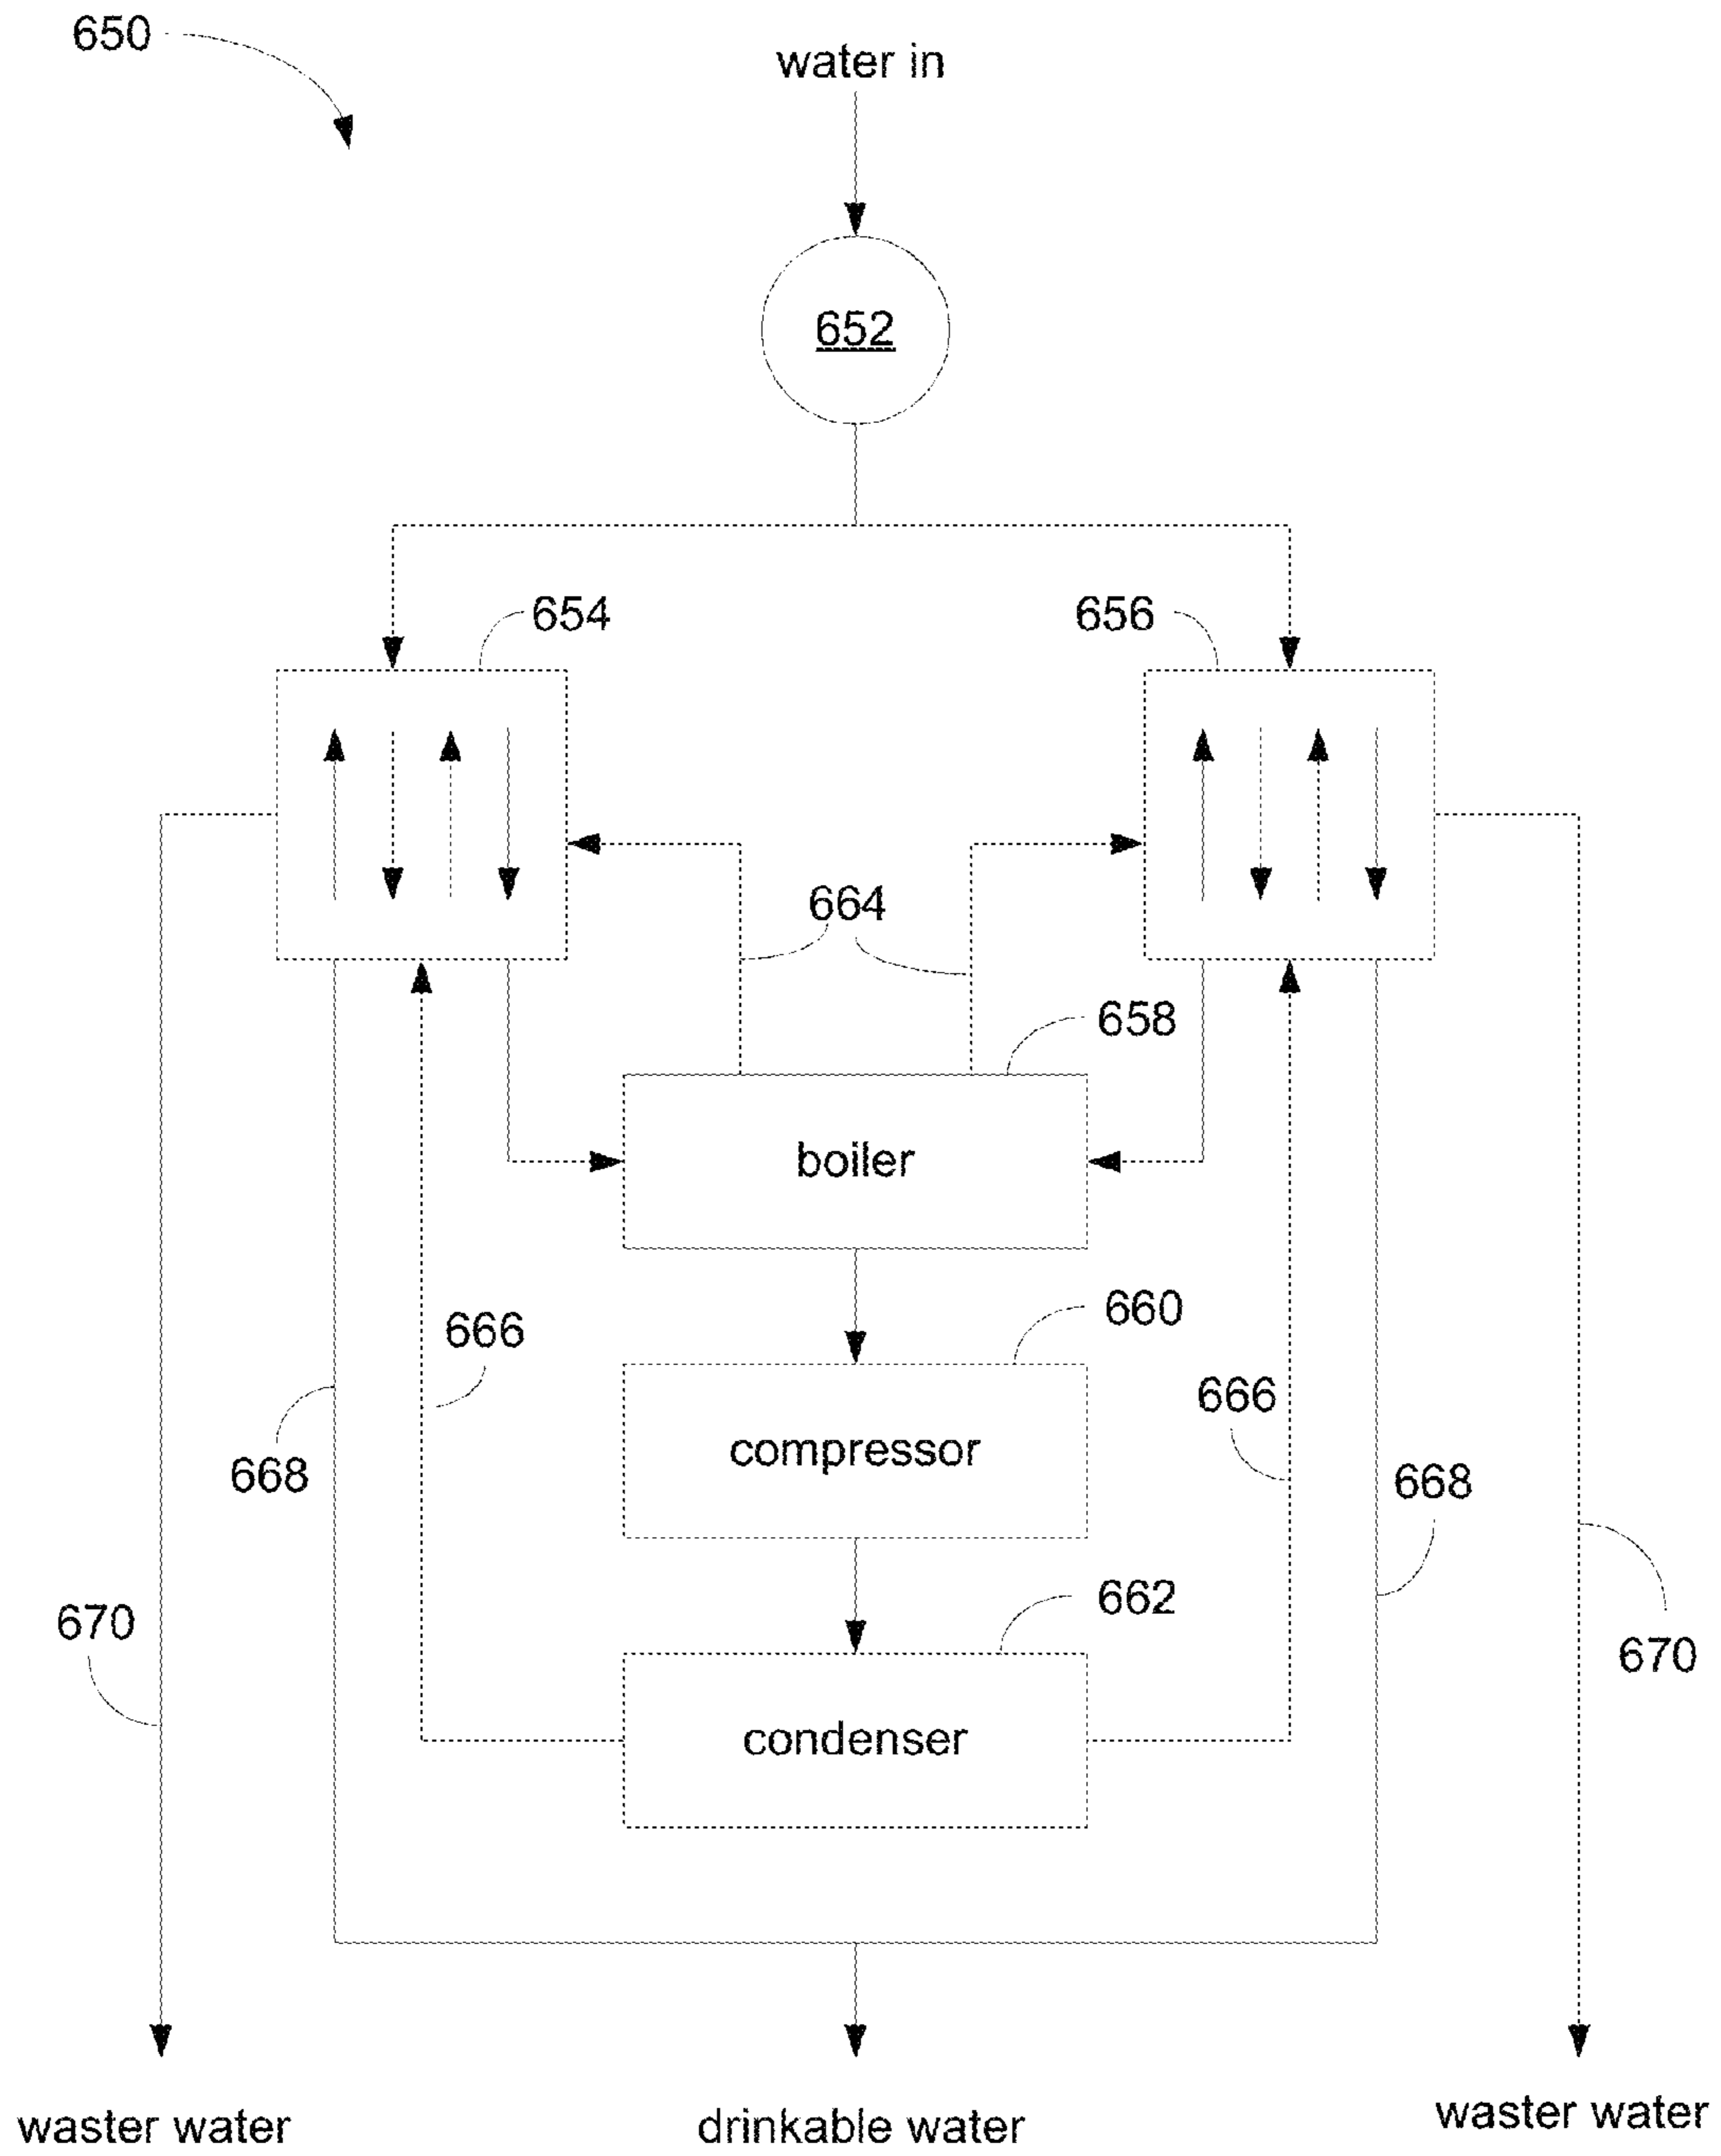 650
water in
652
654
656
664
658
boiler
660
666
compressor
666
668
668
662
670
670
condenser
waster water
drinkable water
waster water